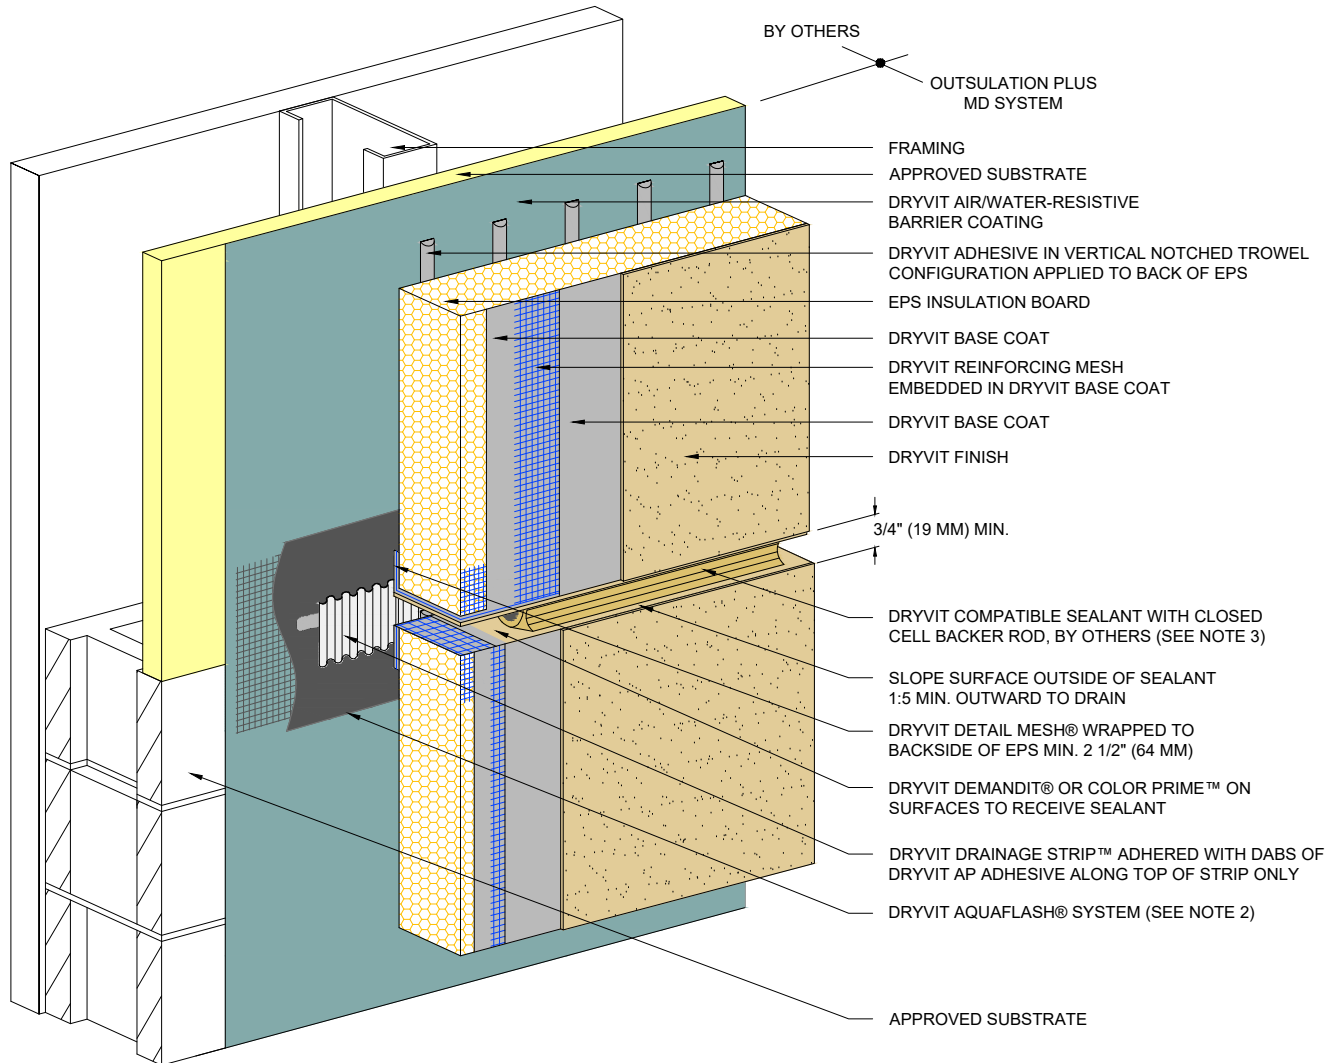 BY OTHERS
OUTSULATION PLUS
MD SYSTEM
FRAMING
APPROVED SUBSTRATE
DRYVIT AIR/WATER-RESISTIVE
BARRIER COATING
DRYVIT ADHESIVE IN VERTICAL NOTCHED TROWEL
CONFIGURATION APPLIED TO BACK OF EPS
EPS INSULATION BOARD
DRYVIT BASE COAT
DRYVIT REINFORCING MESH
EMBEDDED IN DRYVIT BASE COAT
DRYVIT BASE COAT
DRYVIT FINISH
3/4" (19 MM) MIN.
DRYVIT COMPATIBLE SEALANT WITH CLOSED
CELL BACKER ROD, BY OTHERS (SEE NOTE 3)
SLOPE SURFACE OUTSIDE OF SEALANT
1:5 MIN. OUTWARD TO DRAIN
DRYVIT DETAIL MESH® WRAPPED TO
BACKSIDE OF EPS MIN. 2 1/2" (64 MM)
DRYVIT DEMANDIT® OR COLOR PRIME™ ON
SURFACES TO RECEIVE SEALANT
DRYVIT DRAINAGE STRIP™ ADHERED WITH DABS OF
DRYVIT AP ADHESIVE ALONG TOP OF STRIP ONLY
DRYVIT AQUAFLASH® SYSTEM (SEE NOTE 2)
APPROVED SUBSTRATE